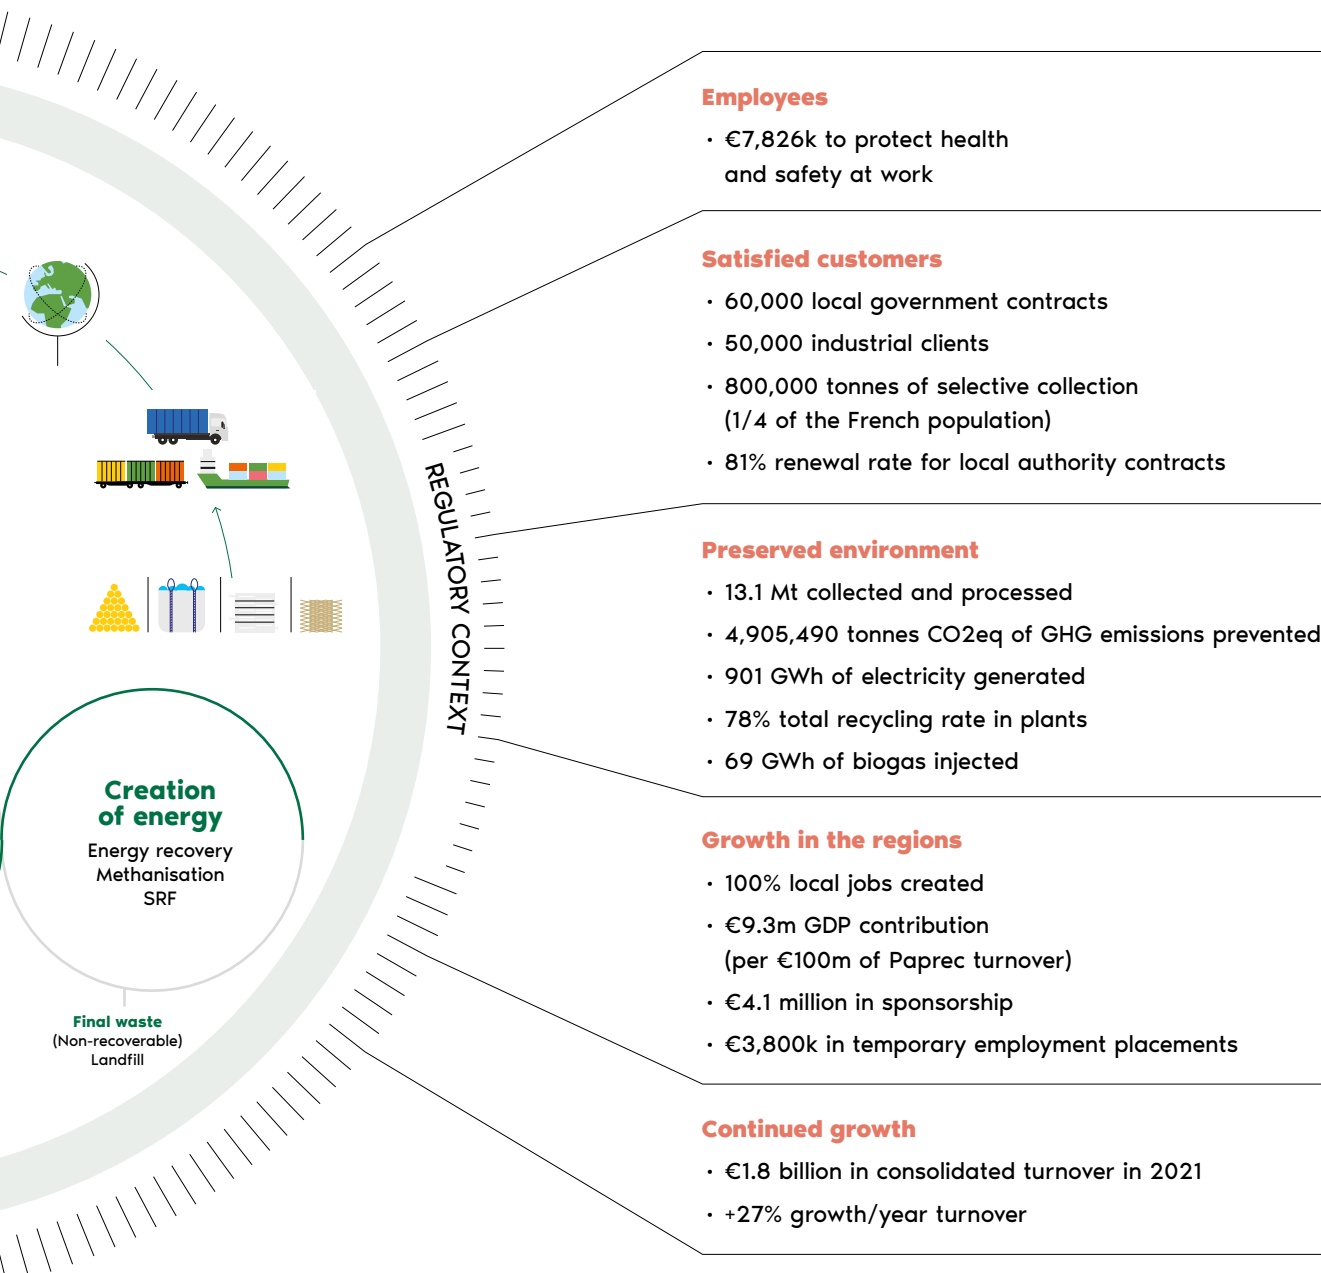 Employees
· €7,826k to protect health
and safety at work
Satisfied customers
· 60,000 local government contracts
· 50,000 industrial clients
· 800,000 tonnes of selective collection
(1/4 of the French population)
· 81% renewal rate for local authority contracts
REGULATORY CONTEXT
Preserved environment
· 13.1 Mt collected and processed
· 4,905,490 tonnes CO2eq of GHG emissions prevented
· 901 GWh of electricity generated
· 78% total recycling rate in plants
· 69 GWh of biogas injected
Creation
of energy
Energy recovery
Methanisation
SRF
Final waste
(Non-recoverable)
Landfill
Growth in the regions
· 100% local jobs created
· €9.3m GDP contribution
(per €100m of Paprec turnover)
· €4.1 million in sponsorship
· €3,800k in temporary employment placements
Continued growth
· €1.8 billion in consolidated turnover in 2021
· +27% growth/year turnover